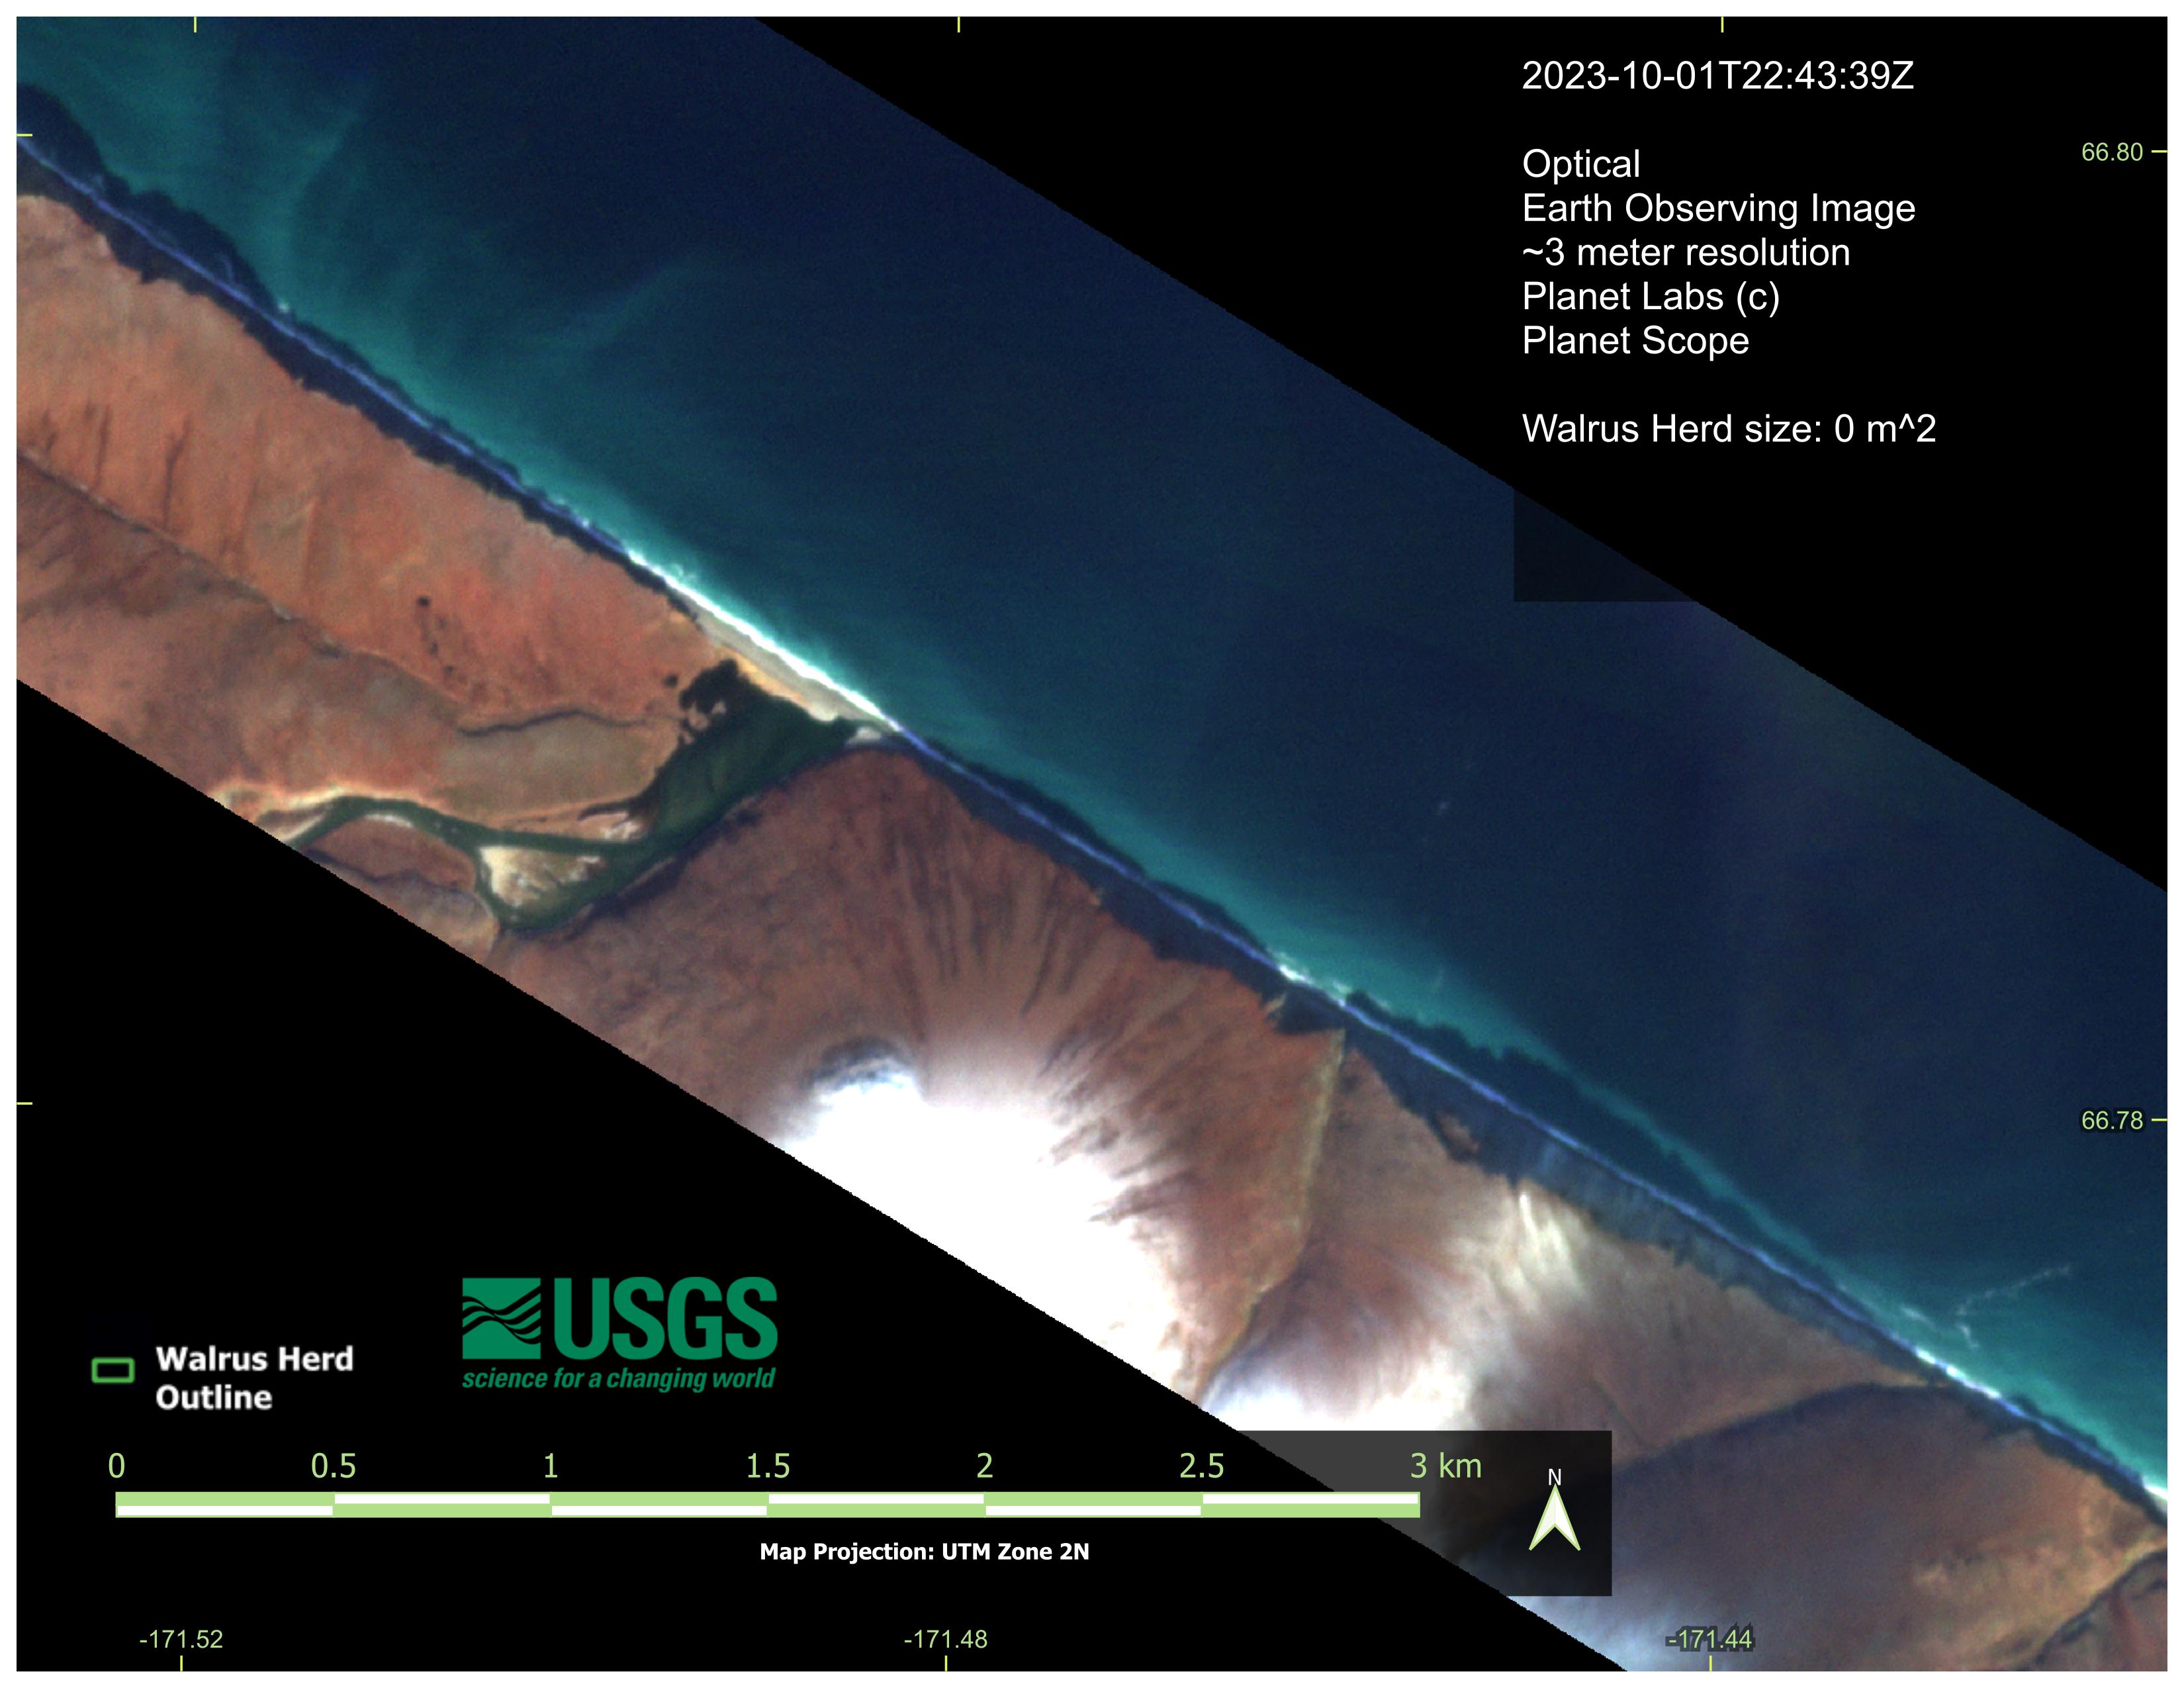 2023-10-01T22:43:39Z
66.80
Optical
Earth Observing Image
~3 meter resolution
Planet Labs (c)
Planet Scope
Walrus Herd size: 0 m^2
66.78
USGS
science for a changing world
Walrus Herd
Outline
0 0.5 1 1.5 2 2.5 3 km
N
Map Projection: UTM Zone 2N
-171.52 -171.48 -171.44